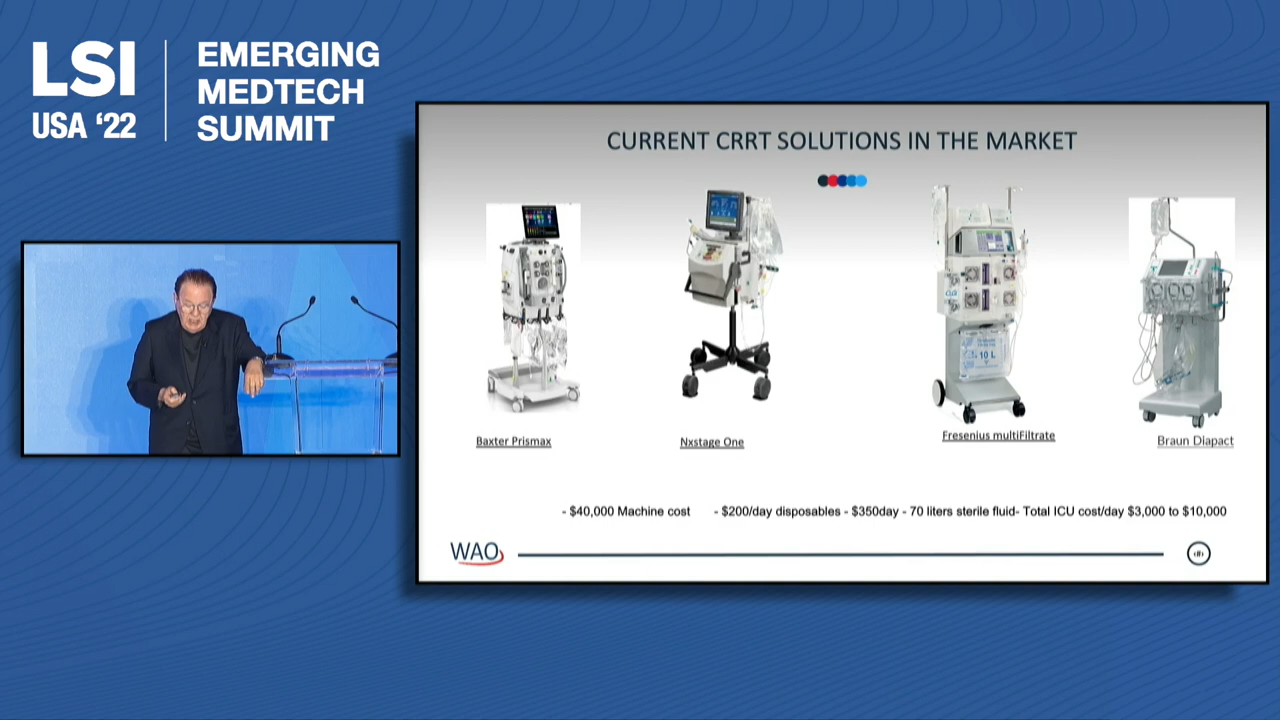 LSI
USA ‘22
EMERGING
MEDTECH
SUMMIT
CURRENT CRRT SOLUTIONS IN THE MARKET
10 L
Baxter Prismax
Nxstage One
Fresenius multiFiltrate
Braun Diapact
- $40,000 Machine cost - $200/day disposables - $350day - 70 liters sterile fluid- Total ICU cost/day $3,000 to $10,000
WAO
‹#›